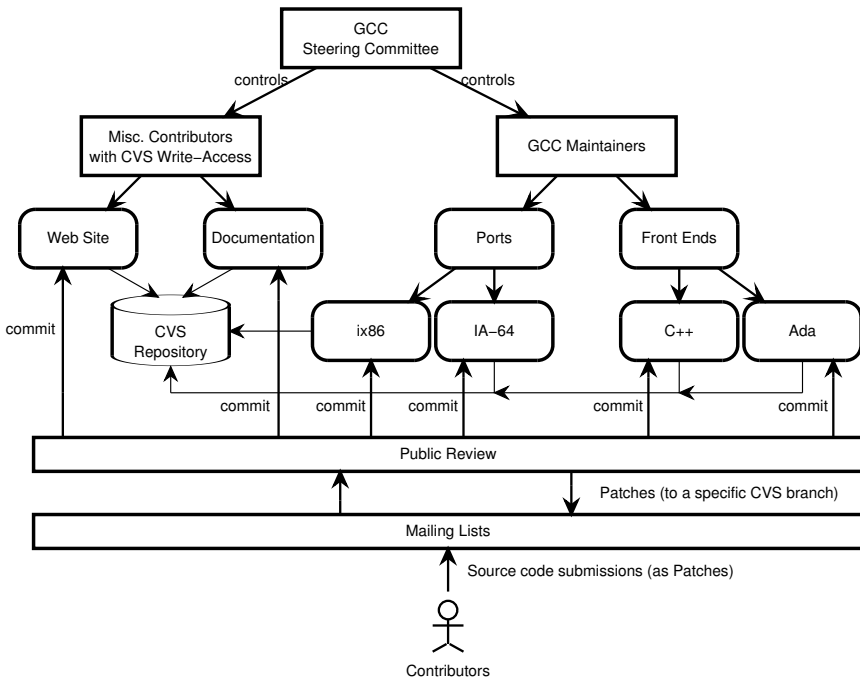 GCC
Steering Committee
controls
controls
Misc. Contributors
with CVS Write-Access
GCC Maintainers
Web Site
Documentation
Ports
Front Ends
commit
CVS
Repository
ix86
IA-64
C++
Ada
commit
commit
commit
commit
commit
Public Review
Patches (to a specific CVS branch)
Mailing Lists
Source code submissions (as Patches)
Contributors